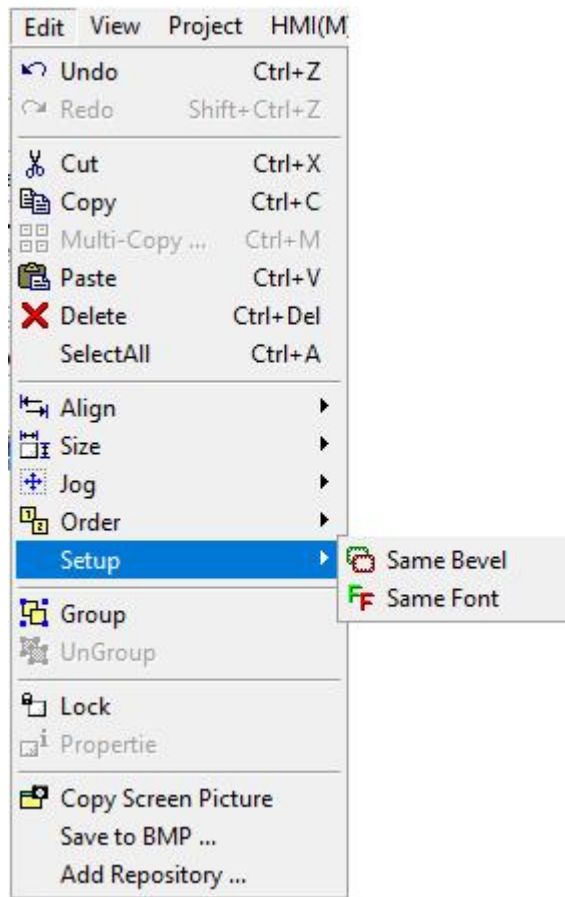 Edit View Project HMI(M
Undo Ctrl+Z
Redo Shift+Ctrl+Z
Cut Ctrl+X
Copy Ctrl+C
Multi-Copy ... Ctrl+M
Paste Ctrl+V
Delete Ctrl+Del
SelectAll Ctrl+A
Align
Size
Jog
Order
Setup
Same Bevel
Same Font
Group
UnGroup
Lock
Propertie
Copy Screen Picture
Save to BMP ...
Add Repository ...